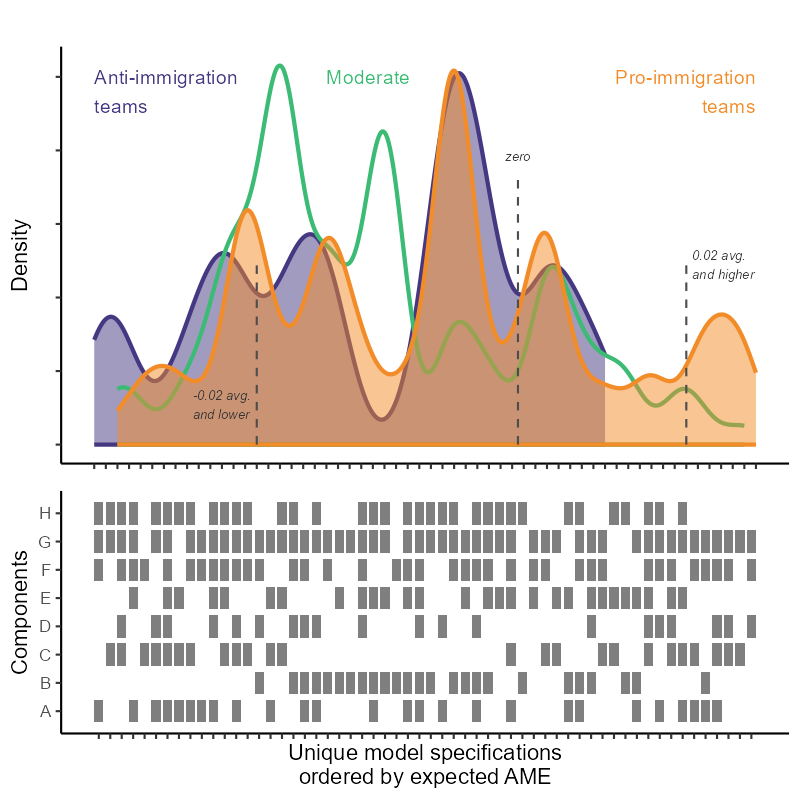 Anti-immigration
teams
Moderate
Pro-immigration
teams
zero
0.02 avg.
and higher
-0.02 avg.
and lower
Density
H
G
F
E
D
C
B
A
Components
Unique model specifications
ordered by expected AME